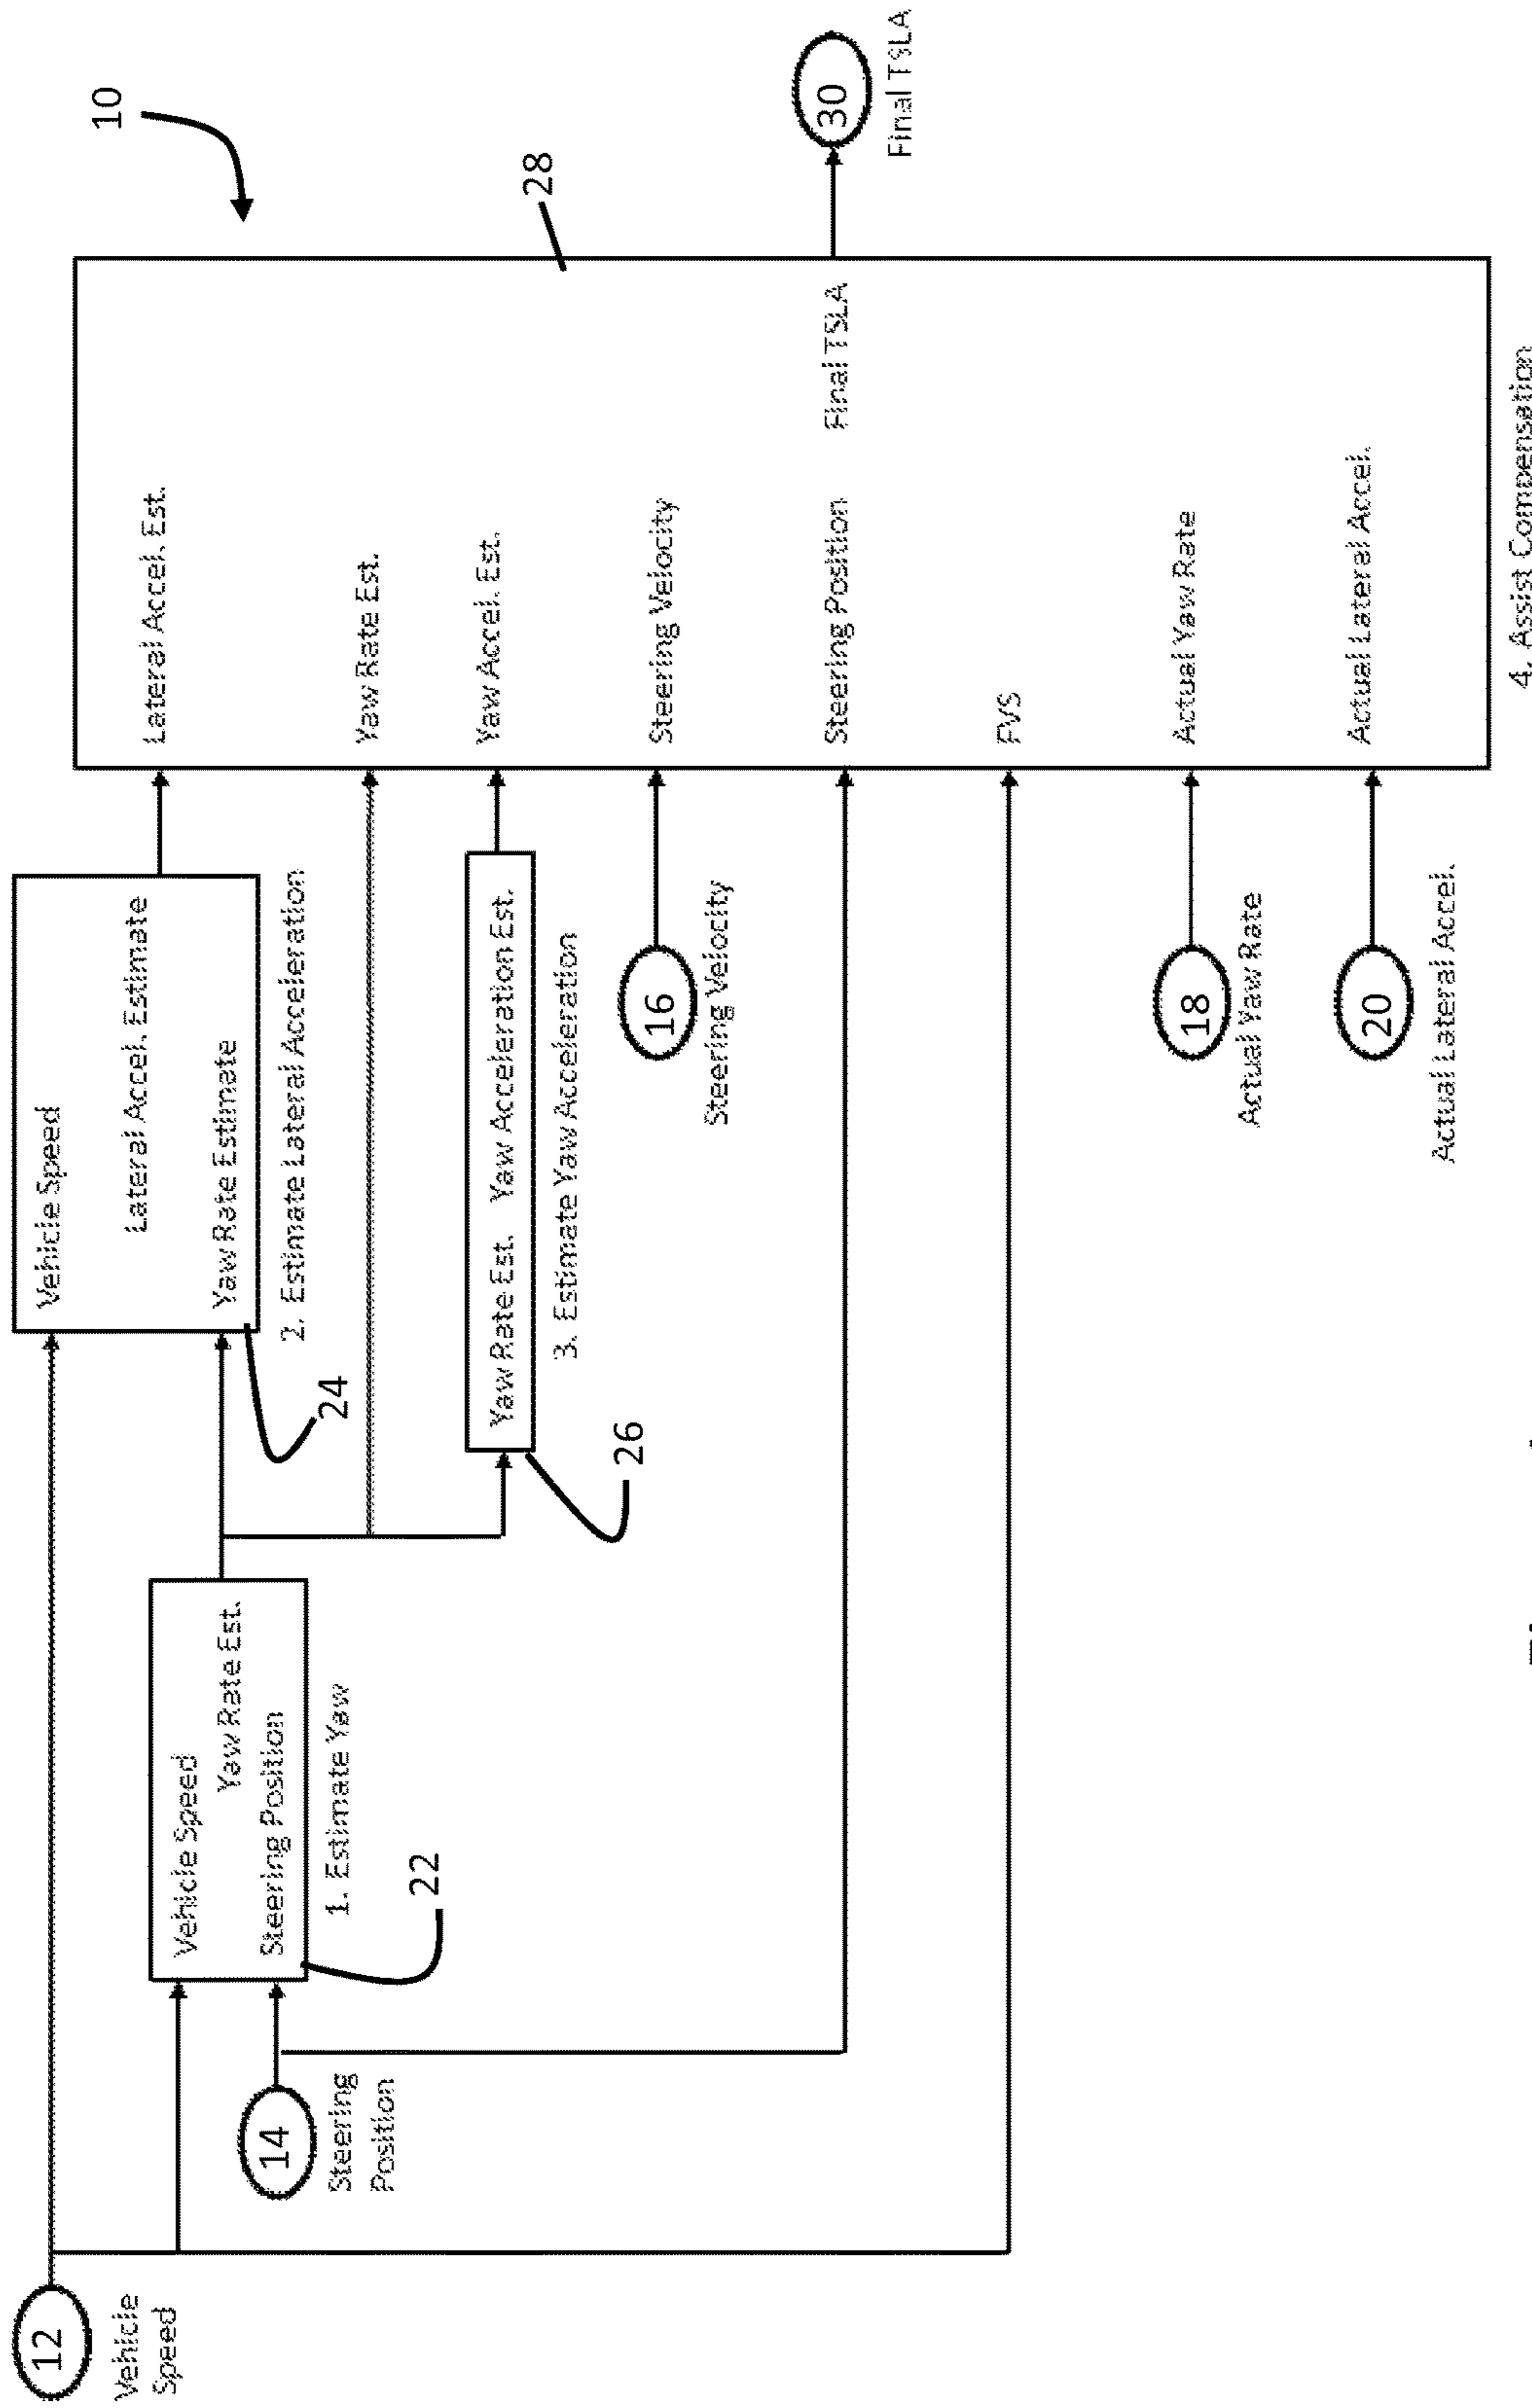 10
12
Vehicle
Speed
14
Steering
Position
Vehicle Speed
Yaw Rate Est.
Steering Position
1. Estimate Yaw
22
Vehicle Speed
Lateral Accel. Estimate
Yaw Rate Estimate
2. Estimate Lateral Acceleration
24
Yaw Rate Est. Yaw Acceleration Est.
3. Estimate Yaw Acceleration
26
16
Steering Velocity
18
Actual Yaw Rate
20
Actual Lateral Accel.
Lateral Accel. Est.
Yaw Rate Est.
Yaw Accel. Est.
Steering Velocity
Steering Position Final TSLA
FVS
Actual Yaw Rate
Actual Lateral Accel.
28
4. Assist Compensation
30
Final TSLA